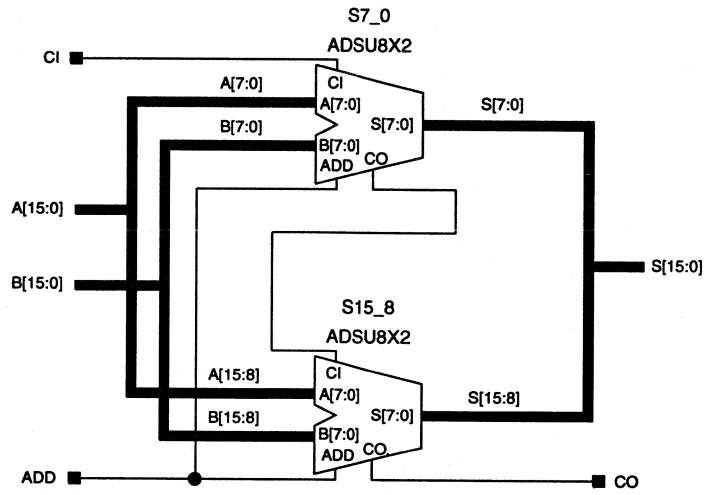 S7_0
ADSU8X2
CI
CI
A[7:0]
A[7:0]
B[7:0]
B[7:0]
S[7:0]
S[7:0]
ADD
CO
A[15:0]
B[15:0]
S[15:0]
S15_8
ADSU8X2
CI
A[15:8]
A[7:0]
B[15:8]
B[7:0]
S[7:0]
S[15:8]
ADD
CO
ADD
CO